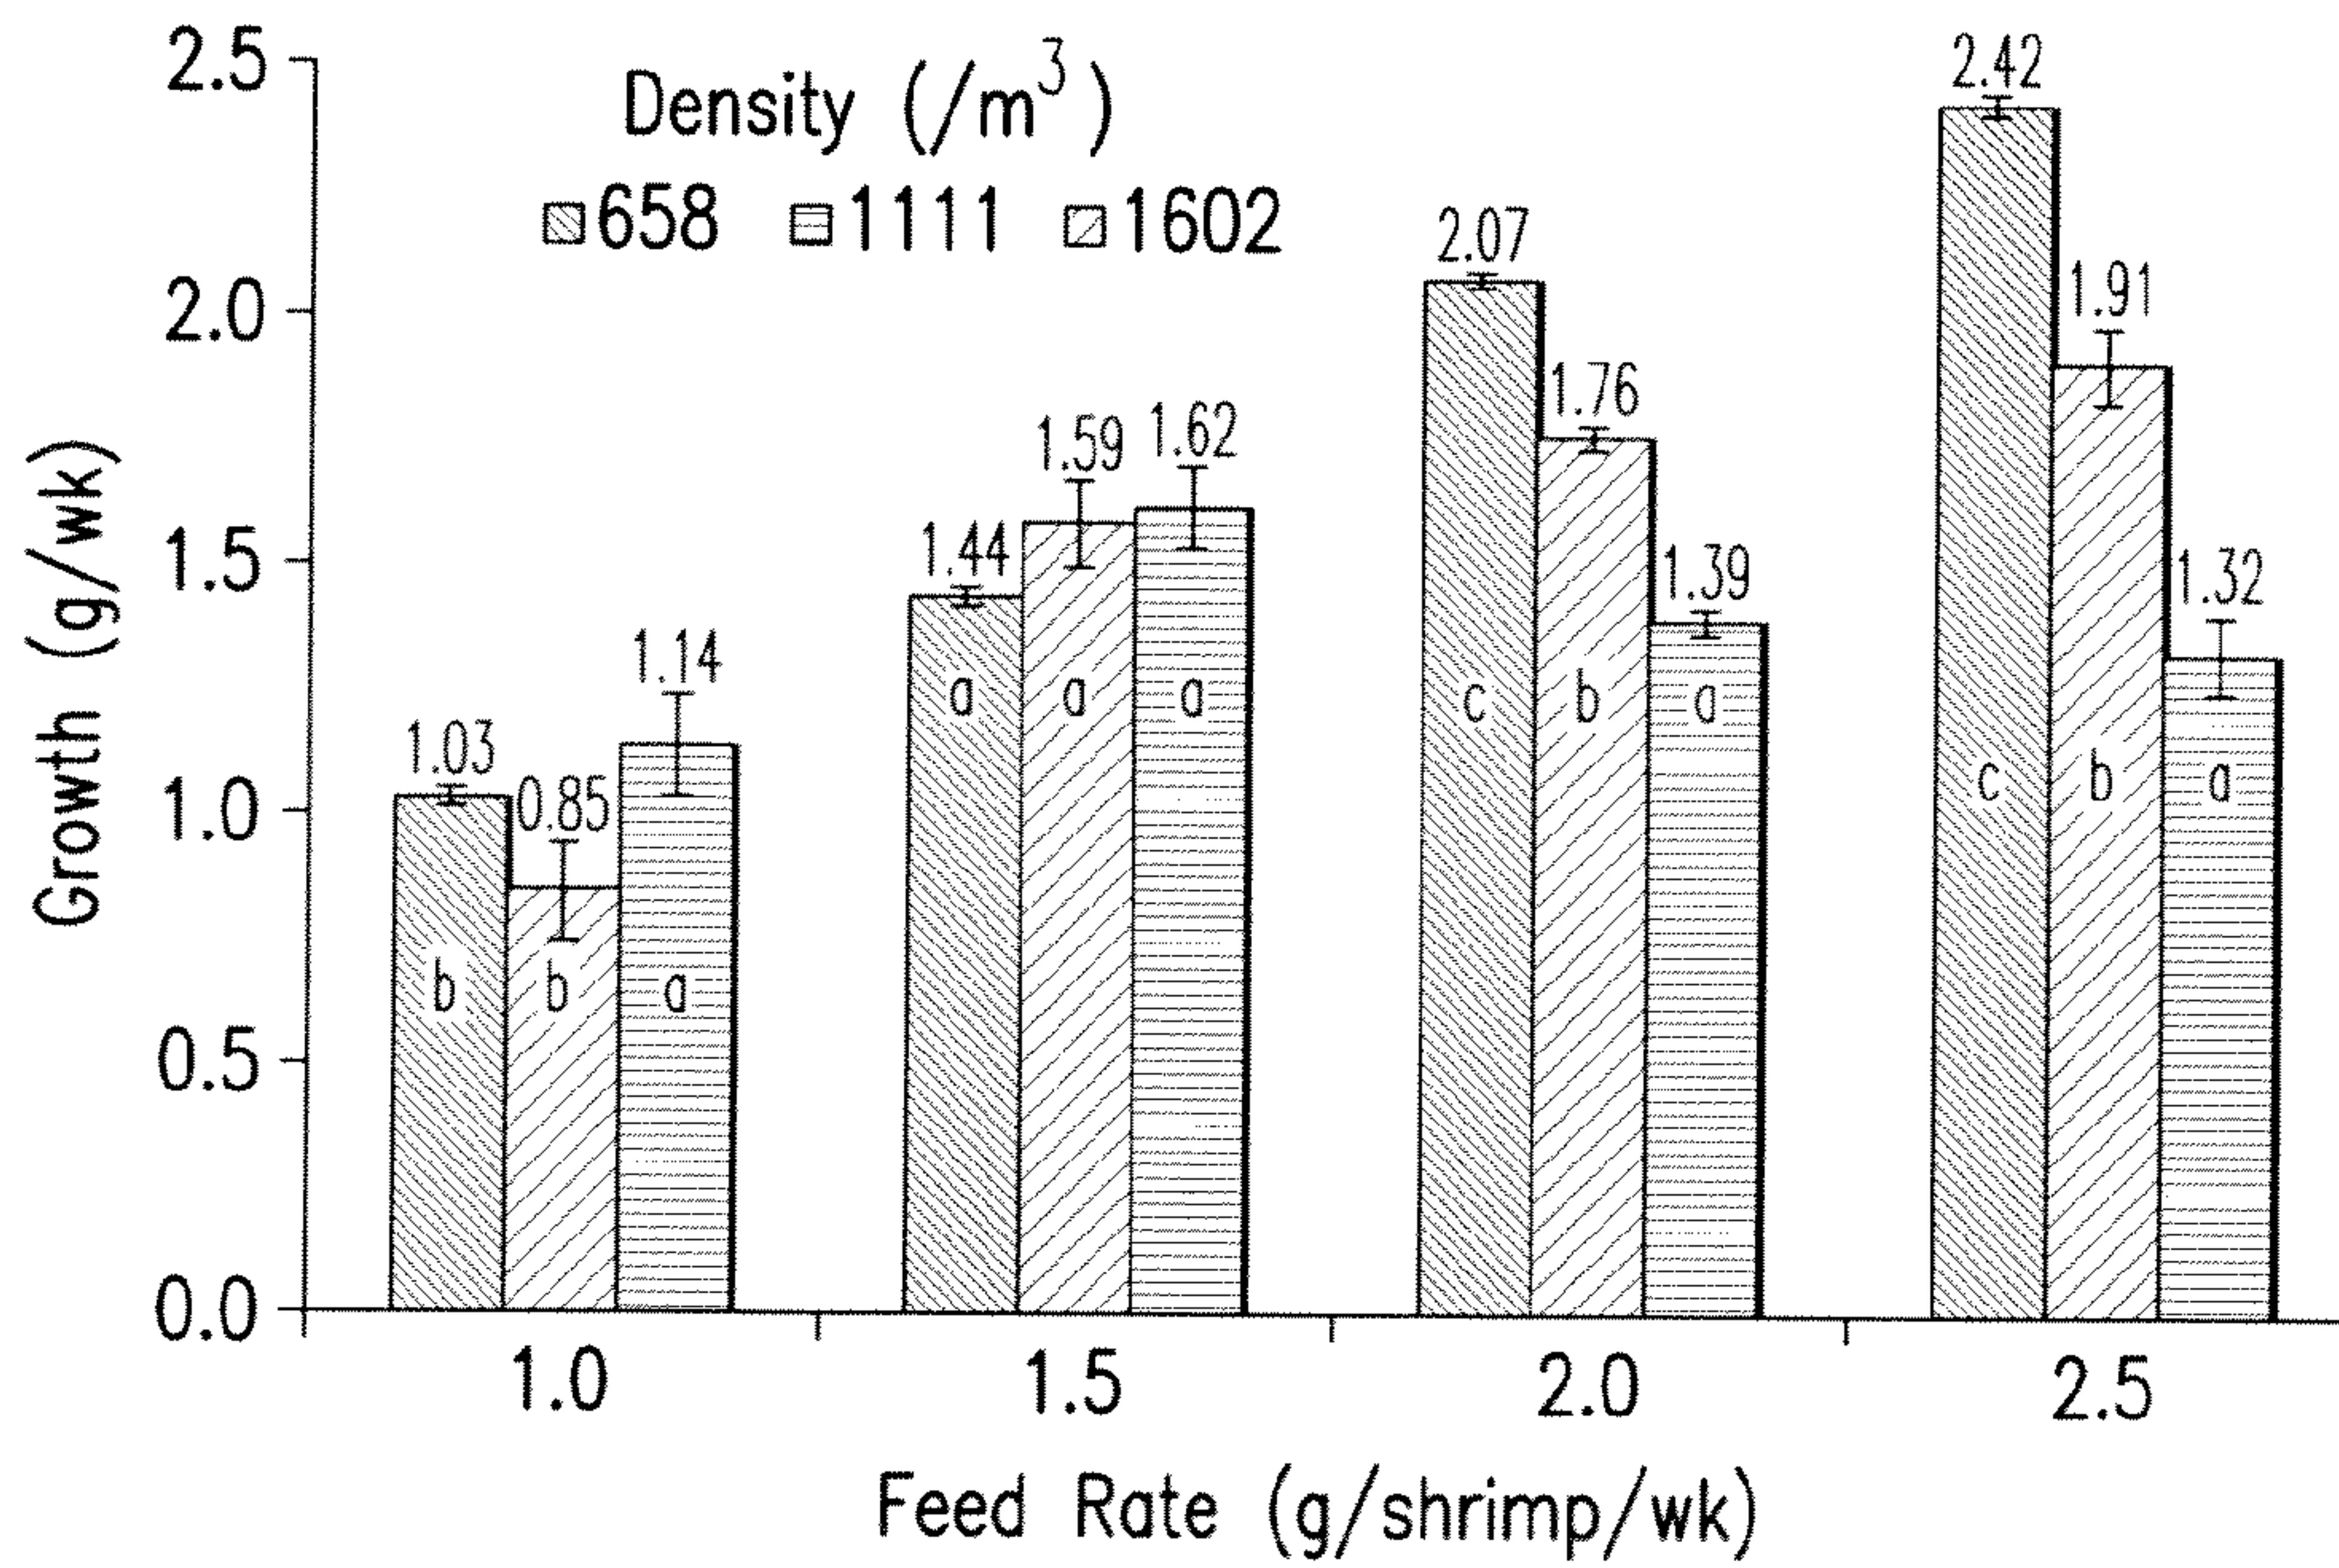 Density (/m³)
658 1111 1602
Growth (g/wk)
2.5
2.0
1.5
1.0
0.5
0.0
1.03
0.85
1.14
b
b
a
1.44
1.59
1.62
a
a
a
2.07
1.76
1.39
c
b
a
2.42
1.91
1.32
c
b
a
1.0 1.5 2.0 2.5
Feed Rate (g/shrimp/wk)